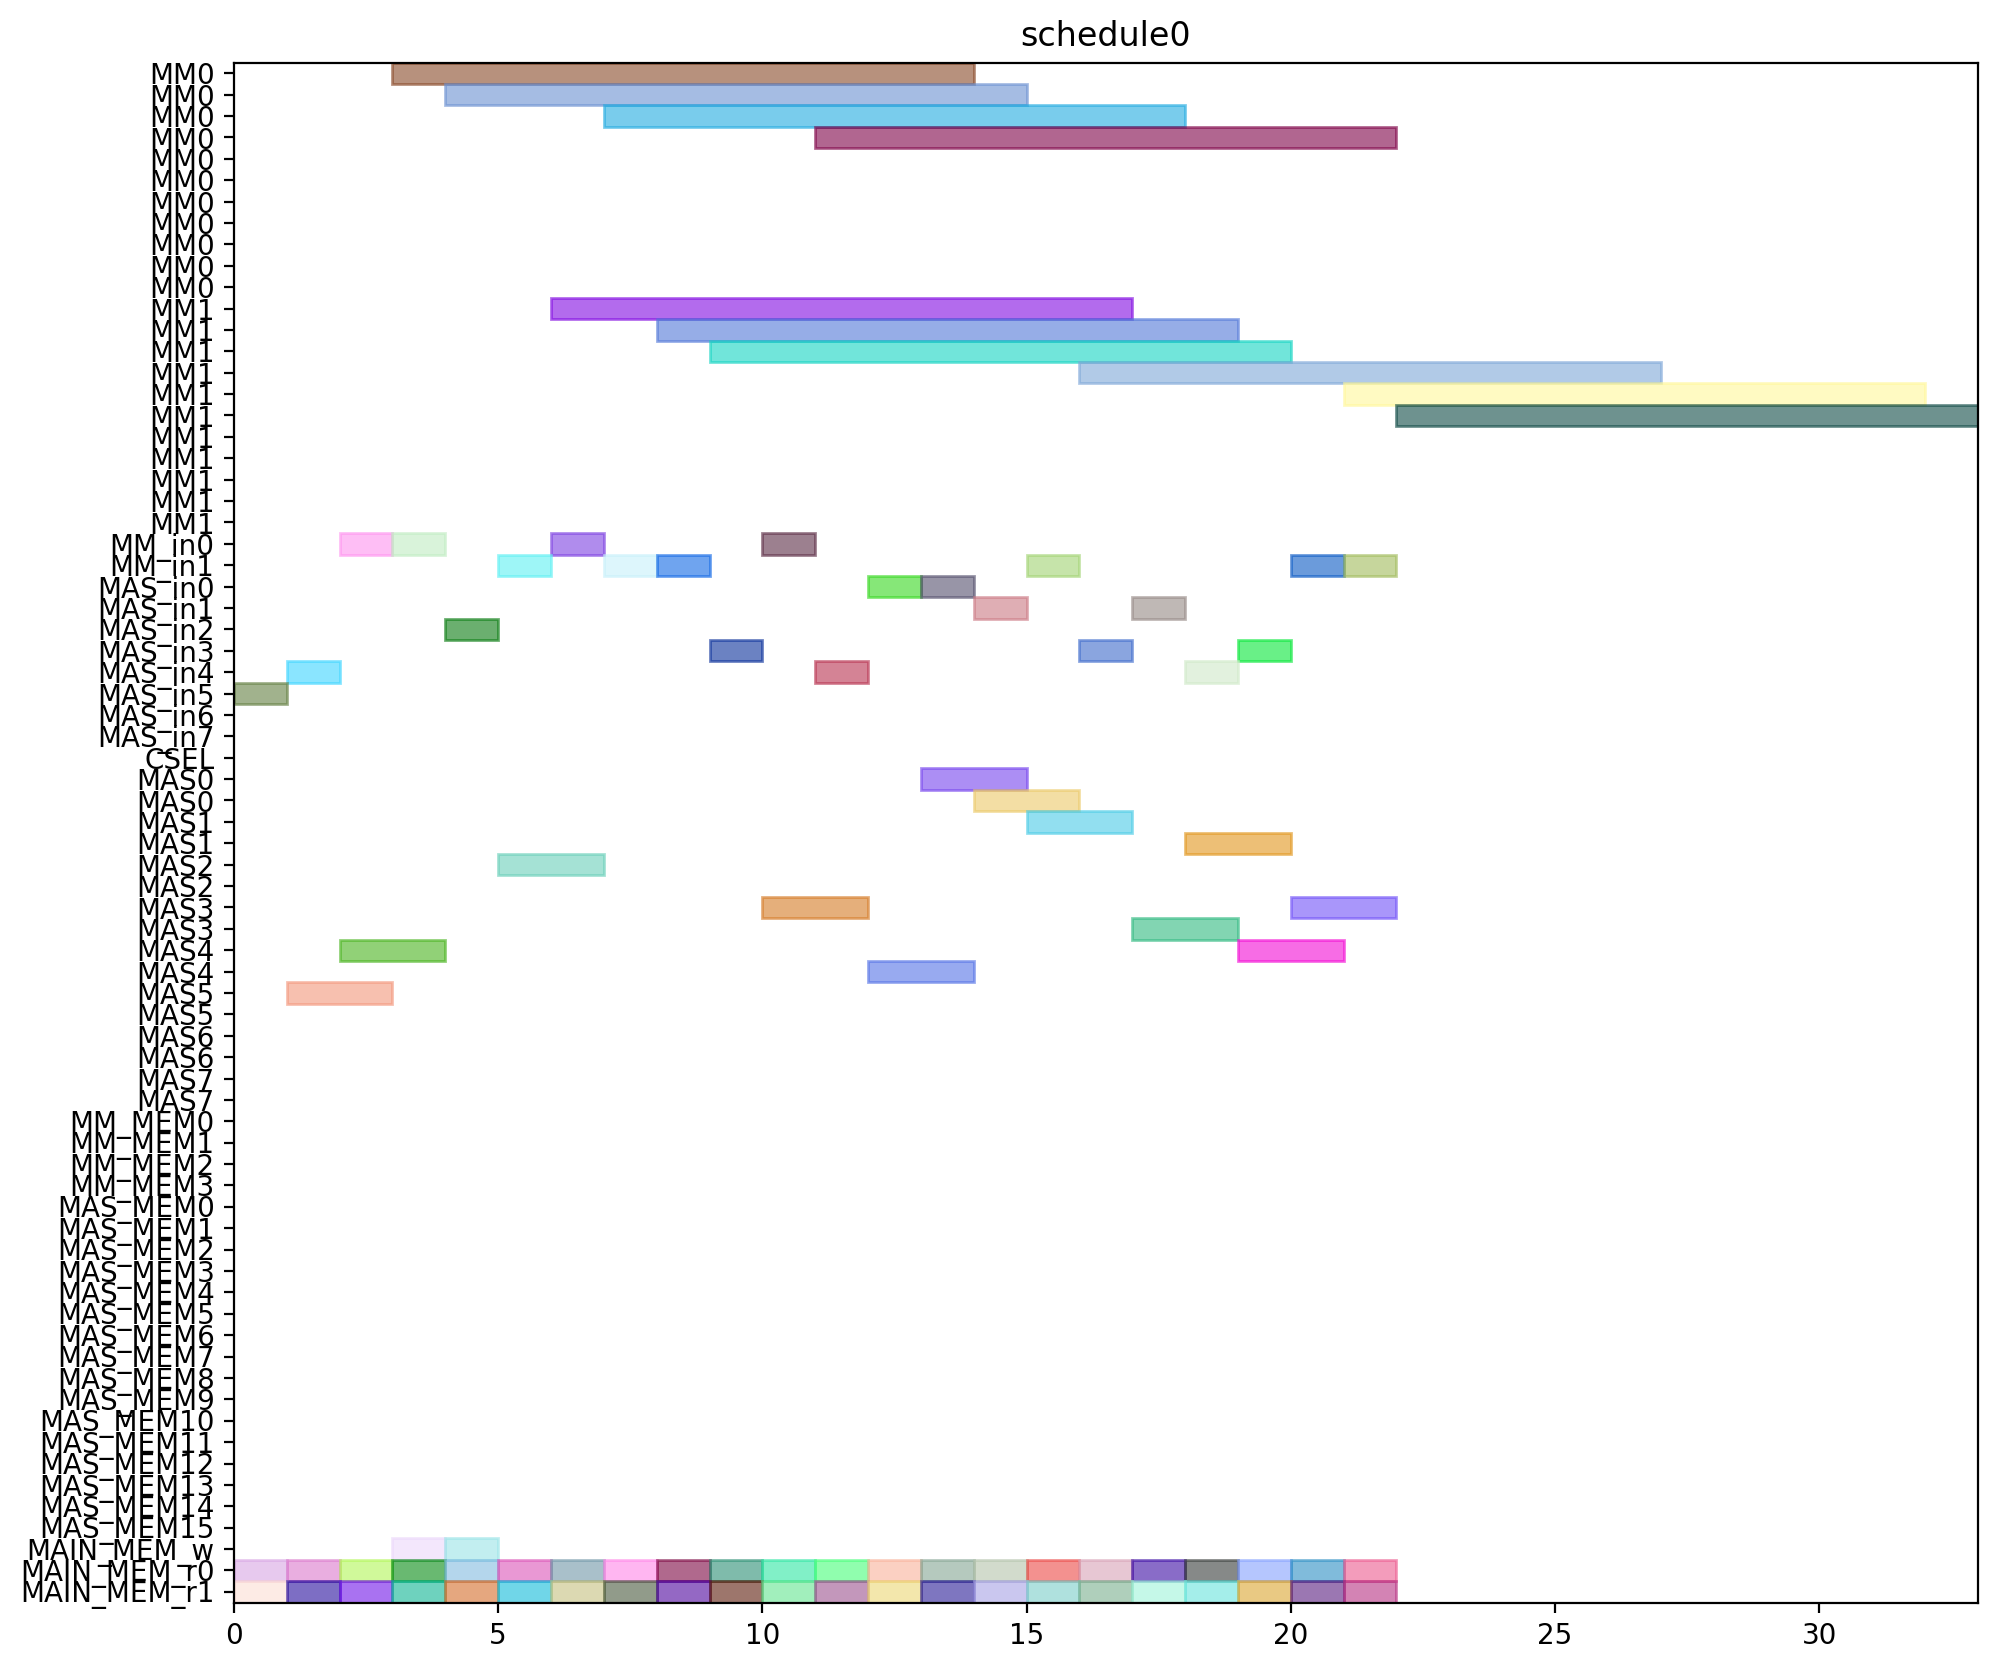 schedule0
MM0
MM0
MM0
MM0
MM0
MM0
MM0
MM0
MM0
MM0
MM0
MM1
MM1
MM1
MM1
MM1
MM1
MM1
MM1
MM1
MM1
MM1
MM_in0
MM_in1
MAS_in0
MAS_in1
MAS_in2
MAS_in3
MAS_in4
MAS_in5
MAS_in6
MAS_in7
CSEL
MAS0
MAS0
MAS1
MAS1
MAS2
MAS2
MAS3
MAS3
MAS4
MAS4
MAS5
MAS5
MAS6
MAS6
MAS7
MAS7
MM_MEM0
MM_MEM1
MM_MEM2
MM_MEM3
MAS_MEM0
MAS_MEM1
MAS_MEM2
MAS_MEM3
MAS_MEM4
MAS_MEM5
MAS_MEM6
MAS_MEM7
MAS_MEM8
MAS_MEM9
MAS_MEM10
MAS_MEM11
MAS_MEM12
MAS_MEM13
MAS_MEM14
MAS_MEM15
MAIN_MEM_w
MAIN_MEM_r0
MAIN_MEM_r1
0 5 10 15 20 25 30